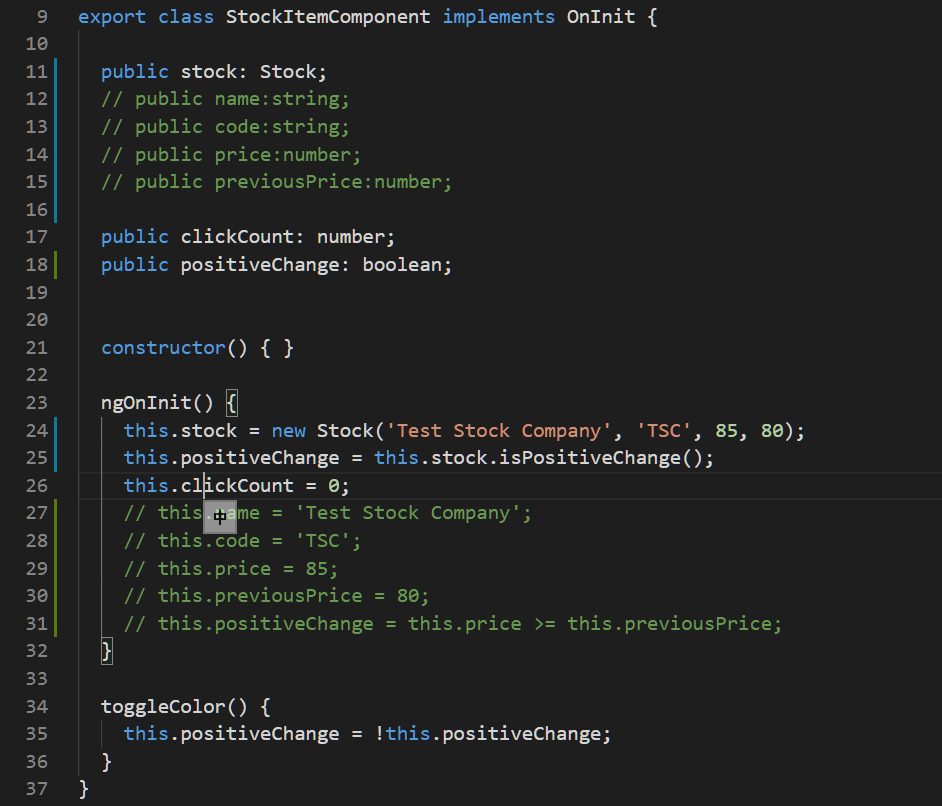 9 export class StockItemComponent implements OnInit {
10
11 public stock: Stock;
12 // public name:string;
13 // public code:string;
14 // public price:number;
15 // public previousPrice:number;
16
17 public clickCount: number;
18 public positiveChange: boolean;
19
20
21 constructor() { }
22
23 ngOnInit() {
24 this.stock = new Stock('Test Stock Company', 'TSC', 85, 80);
25 this.positiveChange = this.stock.isPositiveChange();
26 this.clickCount = 0;
27 // this.name = 'Test Stock Company';
中
28 // this.code = 'TSC';
29 // this.price = 85;
30 // this.previousPrice = 80;
31 // this.positiveChange = this.price >= this.previousPrice;
32 }
33
34 toggleColor() {
35 this.positiveChange = !this.positiveChange;
36 }
37 }